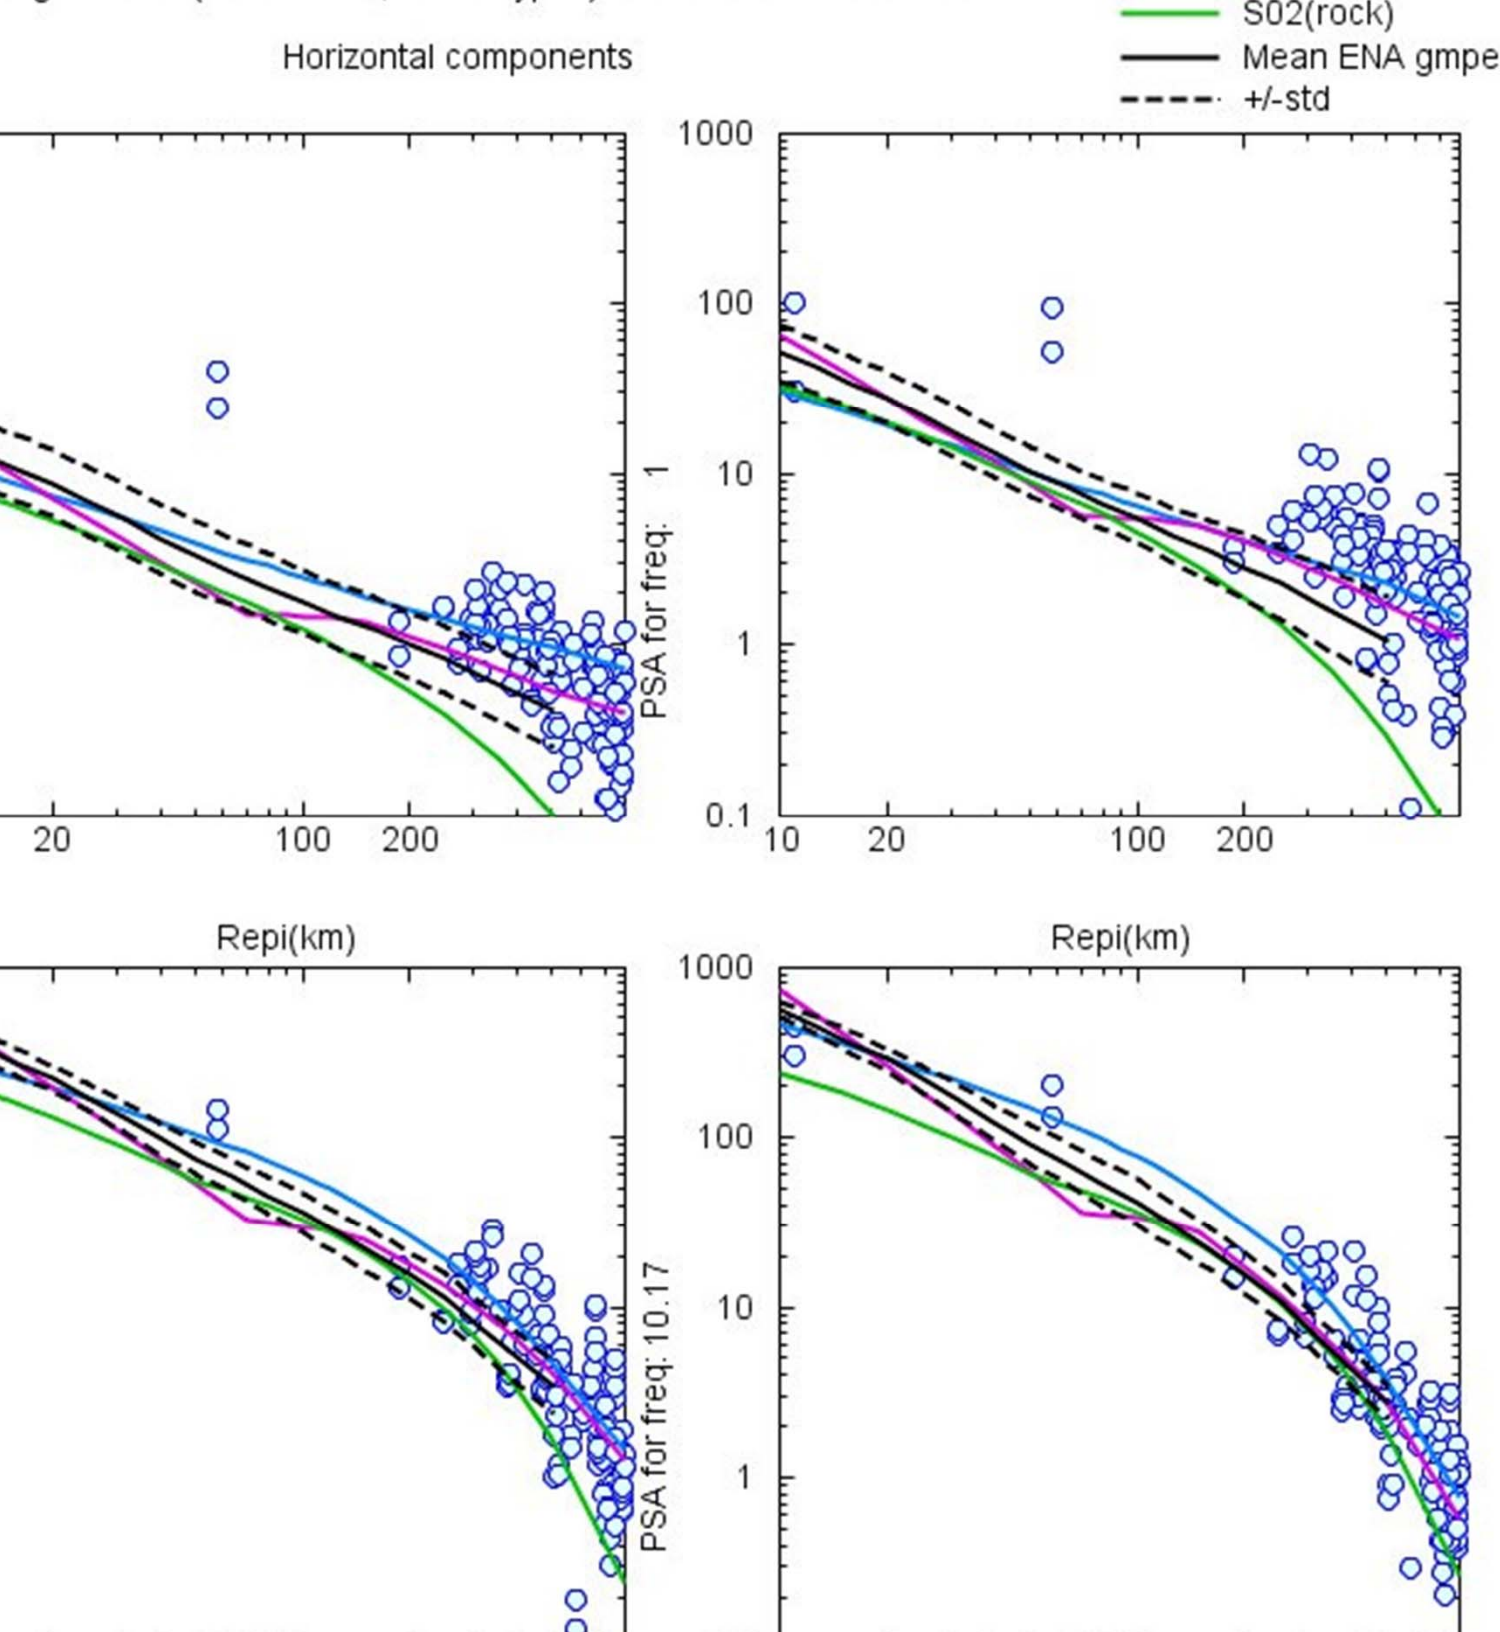 S02(rock)
Horizontal components
Mean ENA gmpe
+/-std
1000
100
10
1
0.1
PSA for freq: 1
20 100 200
10 20 100 200
Repi(km)
Repi(km)
1000
100
10
1
PSA for freq: 10.17